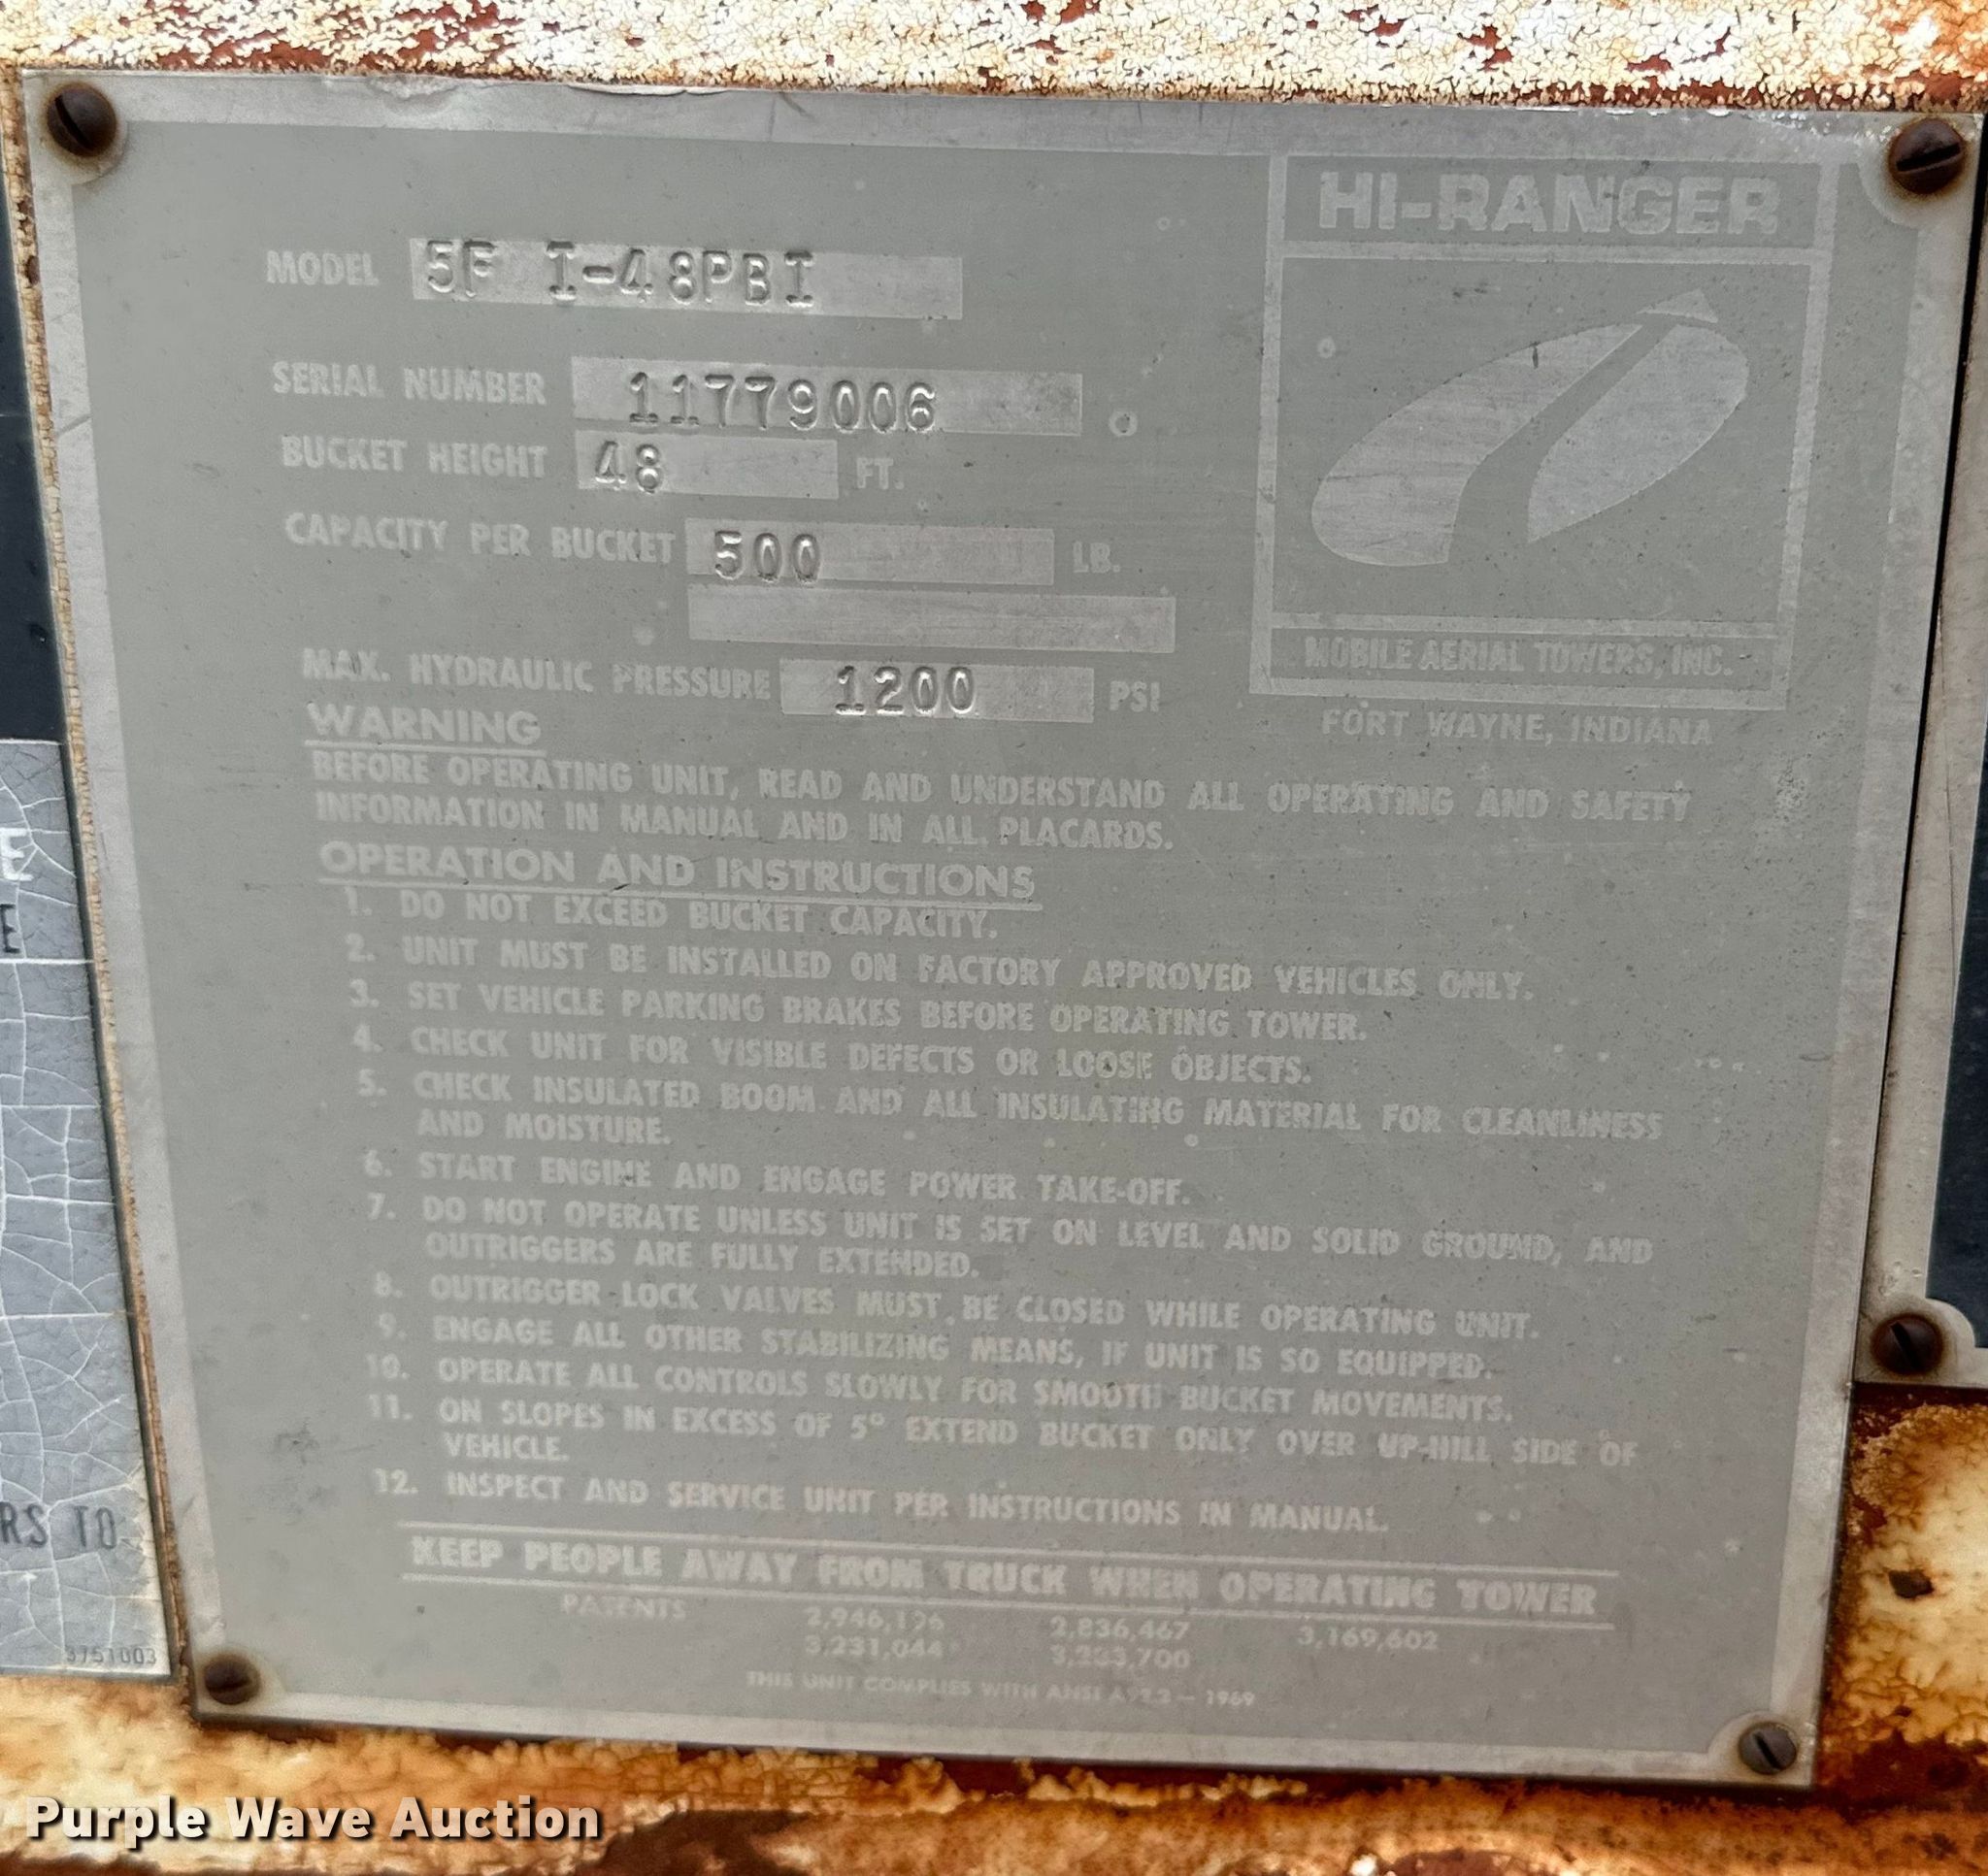 HI-RANGER
MOBILE AERIAL TOWERS, INC.
FORT WAYNE, INDIANA
MODEL 5F I-48PBI
SERIAL NUMBER 11779006
BUCKET HEIGHT 48 FT.
CAPACITY PER BUCKET 500 LB.
MAX. HYDRAULIC PRESSURE 1200 PSI
WARNING
BEFORE OPERATING UNIT, READ AND UNDERSTAND ALL OPERATING AND SAFETY
INFORMATION IN MANUAL AND IN ALL PLACARDS.
OPERATION AND INSTRUCTIONS
1. DO NOT EXCEED BUCKET CAPACITY.
2. UNIT MUST BE INSTALLED ON FACTORY APPROVED VEHICLES ONLY.
3. SET VEHICLE PARKING BRAKES BEFORE OPERATING TOWER.
4. CHECK UNIT FOR VISIBLE DEFECTS OR LOOSE OBJECTS.
5. CHECK INSULATED BOOM AND ALL INSULATING MATERIAL FOR CLEANLINESS
AND MOISTURE.
6. START ENGINE AND ENGAGE POWER TAKE-OFF.
7. DO NOT OPERATE UNLESS UNIT IS SET ON LEVEL AND SOLID GROUND, AND
OUTRIGGERS ARE FULLY EXTENDED.
8. OUTRIGGER LOCK VALVES MUST BE CLOSED WHILE OPERATING UNIT.
9. ENGAGE ALL OTHER STABILIZING MEANS, IF UNIT IS SO EQUIPPED.
10. OPERATE ALL CONTROLS SLOWLY FOR SMOOTH BUCKET MOVEMENTS.
11. ON SLOPES IN EXCESS OF 5° EXTEND BUCKET ONLY OVER UP-HILL SIDE OF
VEHICLE.
12. INSPECT AND SERVICE UNIT PER INSTRUCTIONS IN MANUAL.
KEEP PEOPLE AWAY FROM TRUCK WHEN OPERATING TOWER
PATENTS 2,946,196 2,836,467 3,169,602
3,231,044
THIS UNIT COMPLIES WITH ANSI A92.2 - 1969
E
E
RS TO
3751003
Purple Wave Auction